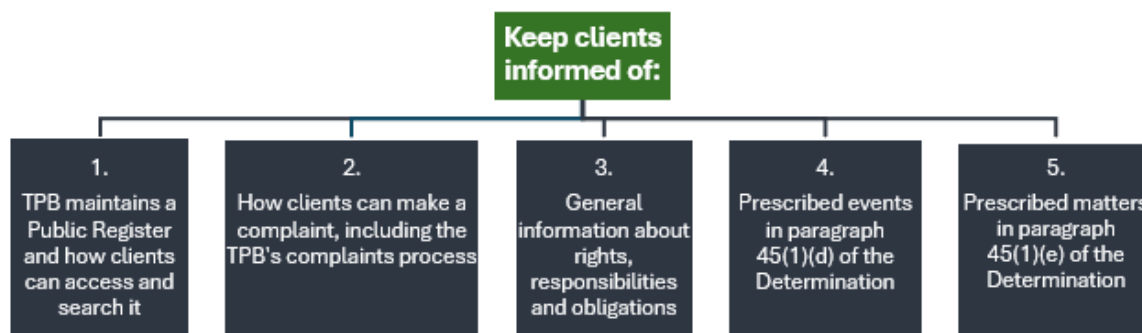 Keep clients
informed of:
1.
TPB maintains a
Public Register
and how clients
can access and
search it
2.
How clients can make a
complaint, including the
TPB's complaints process
3.
General
information about
rights,
responsibilities
and obligations
4.
Prescribed events
in paragraph
45(1)(d) of the
Determination
5.
Prescribed matters
in paragraph
45(1)(e) of the
Determination